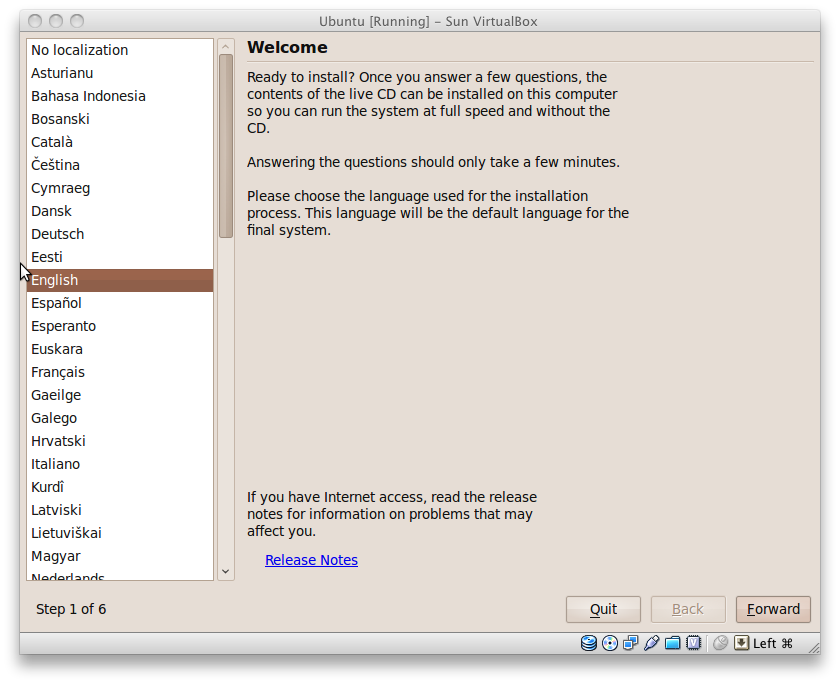 Ubuntu [Running] – Sun VirtualBox
No localization
Asturianu
Bahasa Indonesia
Bosanski
Català
Čeština
Cymraeg
Dansk
Deutsch
Eesti
English
Español
Esperanto
Euskara
Français
Gaeilge
Galego
Hrvatski
Italiano
Kurdî
Latviski
Lietuviškai
Magyar
Nederlands
Welcome
Ready to install? Once you answer a few questions, the
contents of the live CD can be installed on this computer
so you can run the system at full speed and without the
CD.
Answering the questions should only take a few minutes.
Please choose the language used for the installation
process. This language will be the default language for the
final system.
If you have Internet access, read the release
notes for information on problems that may
affect you.
Release Notes
Step 1 of 6
Quit
Back
Forward
Left ⌘